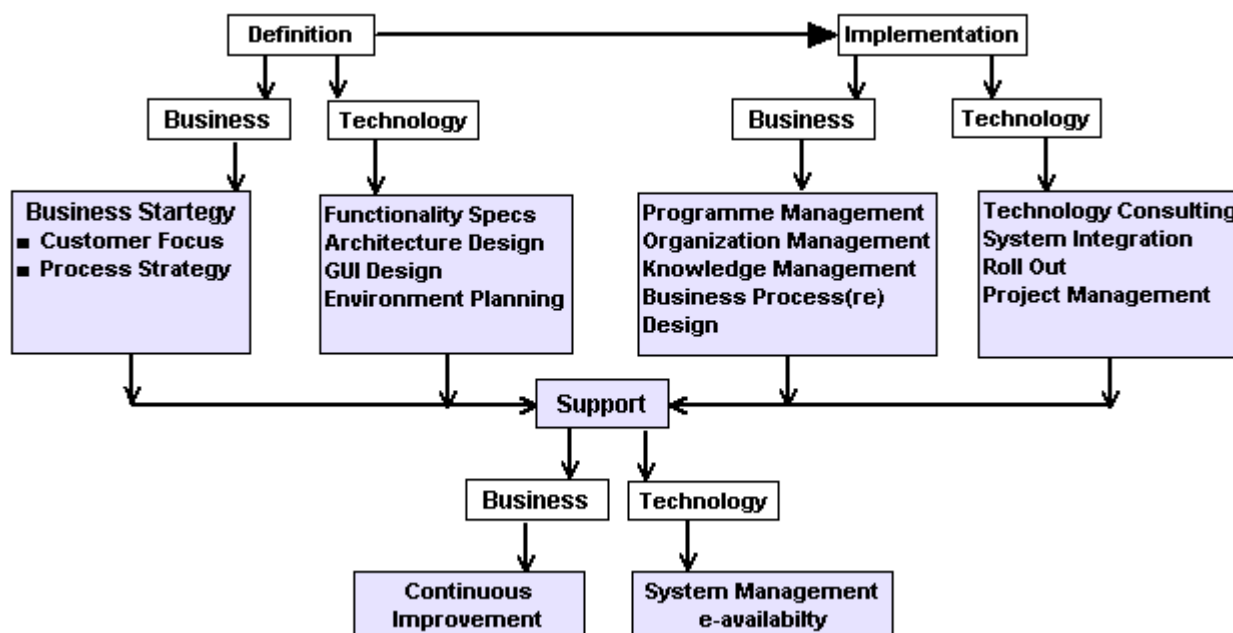 Definition
Implementation
Business
Technology
Business
Technology
Business Startegy
▪ Customer Focus
▪ Process Strategy
Functionality Specs
Architecture Design
GUI Design
Environment Planning
Programme Management
Organization Management
Knowledge Management
Business Process(re)
Design
Technology Consulting
System Integration
Roll Out
Project Management
Support
Business
Technology
Continuous
Improvement
System Management
e-availabilty